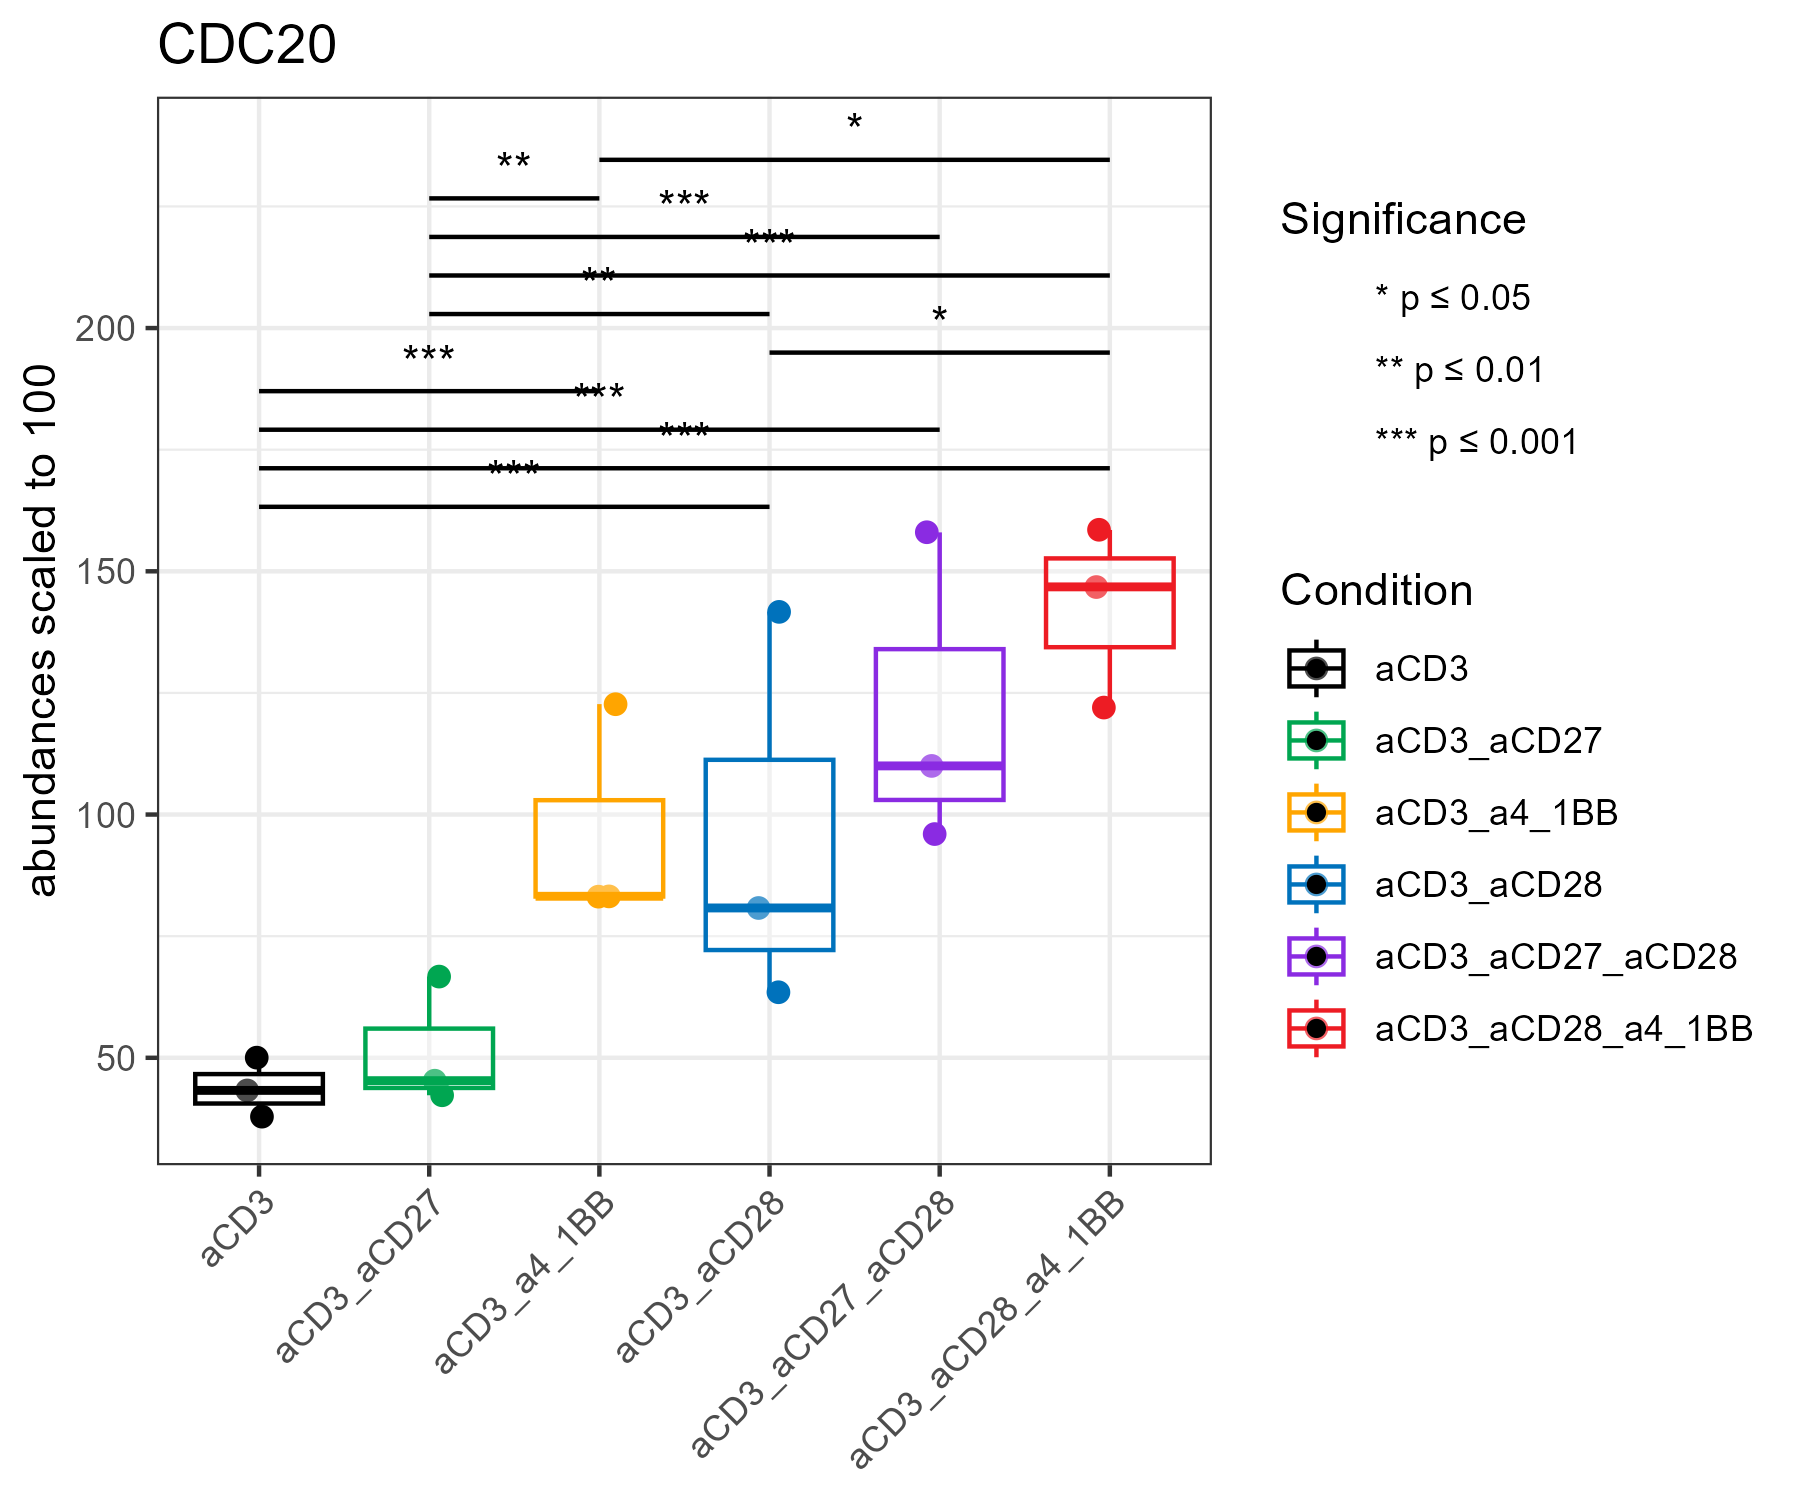 CDC20
*
**
***
***
**
*
***
***
***
***
abundances scaled to 100
200
150
100
50
aCD3
aCD3_aCD27
aCD3_a4_1BB
aCD3_aCD28
aCD3_aCD27_aCD28
aCD3_aCD28_a4_1BB
Significance
* p ≤ 0.05
** p ≤ 0.01
*** p ≤ 0.001
Condition
aCD3
aCD3_aCD27
aCD3_a4_1BB
aCD3_aCD28
aCD3_aCD27_aCD28
aCD3_aCD28_a4_1BB